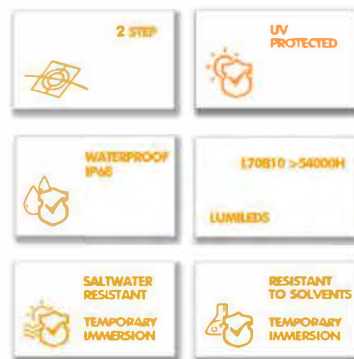 2 STEP
UV
PROTECTED
WATERPROOF
IP68
L70B10 >54000H
LUMILEDS
SALTWATER
RESISTANT
TEMPORARY
IMMERSION
RESISTANT
TO SOLVENTS
TEMPORARY
IMMERSION